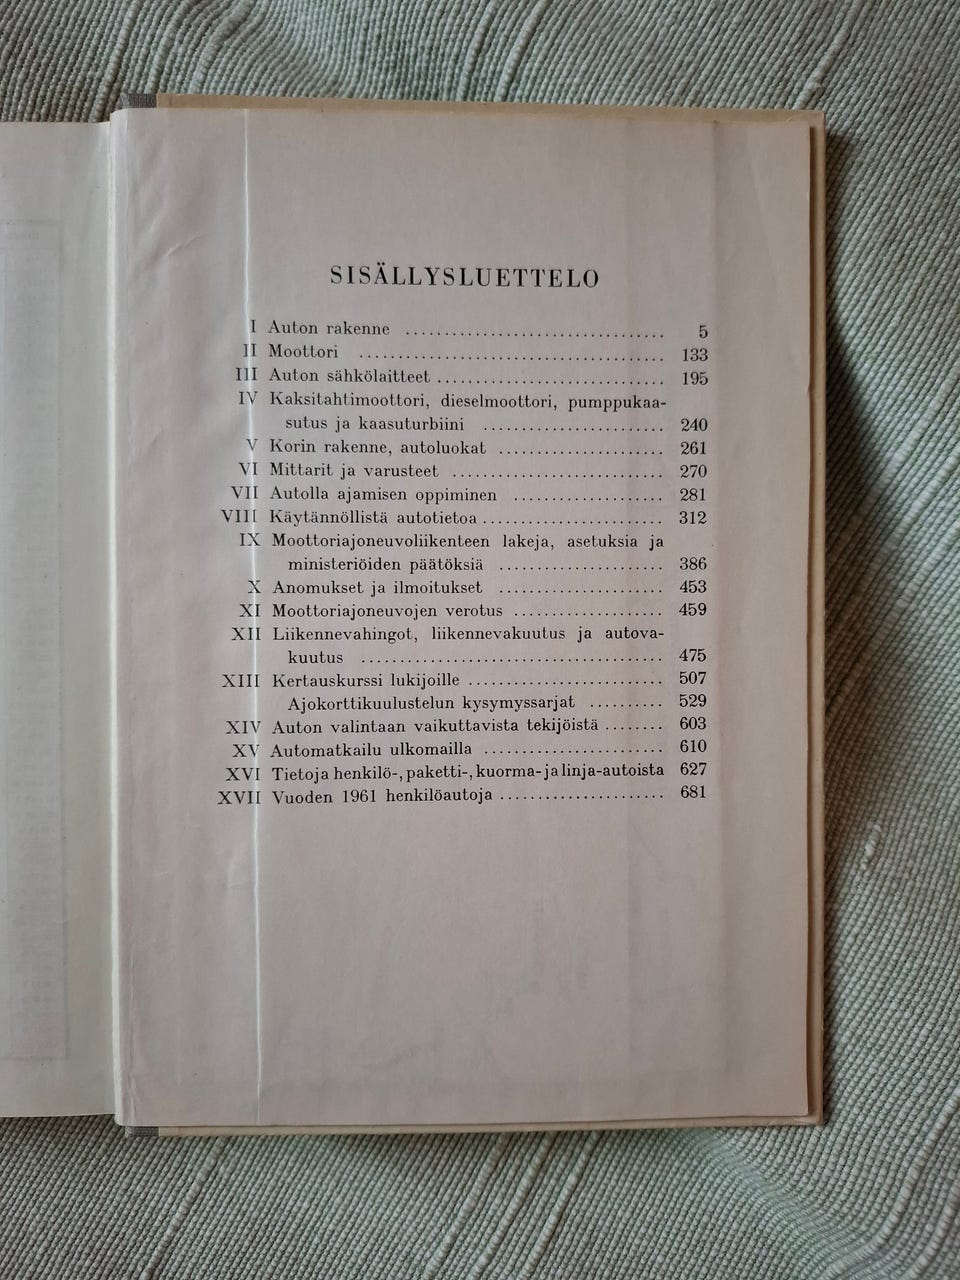 SISÄLLYSLUETTELO
I Auton rakenne ................................. 5
II Moottori ....................................... 133
III Auton sähkölaitteet ............................. 195
IV Kaksitahtimoottori, dieselmoottori, pumppukaa-
sutus ja kaasuturbiini ....................... 240
V Korin rakenne, autoluokat ..................... 261
VI Mittarit ja varusteet ........................... 270
VII Autolla ajamisen oppiminen ................... 281
VIII Käytännöllistä autotietoa ....................... 312
IX Moottoriajoneuvoliikenteen lakeja, asetuksia ja
ministeriöiden päätöksiä ..................... 386
X Anomukset ja ilmoitukset ..................... 453
XI Moottoriajoneuvojen verotus ................... 459
XII Liikennevahingot, liikennevakuutus ja autova-
kuutus ....................................... 475
XIII Kertauskurssi lukijoille ......................... 507
Ajokorttikuulustelun kysymyssarjat .......... 529
XIV Auton valintaan vaikuttavista tekijöistä ........ 603
XV Automatkailu ulkomailla ....................... 610
XVI Tietoja henkilö-, paketti-, kuorma- ja linja-autoista 627
XVII Vuoden 1961 henkilöautoja ..................... 681